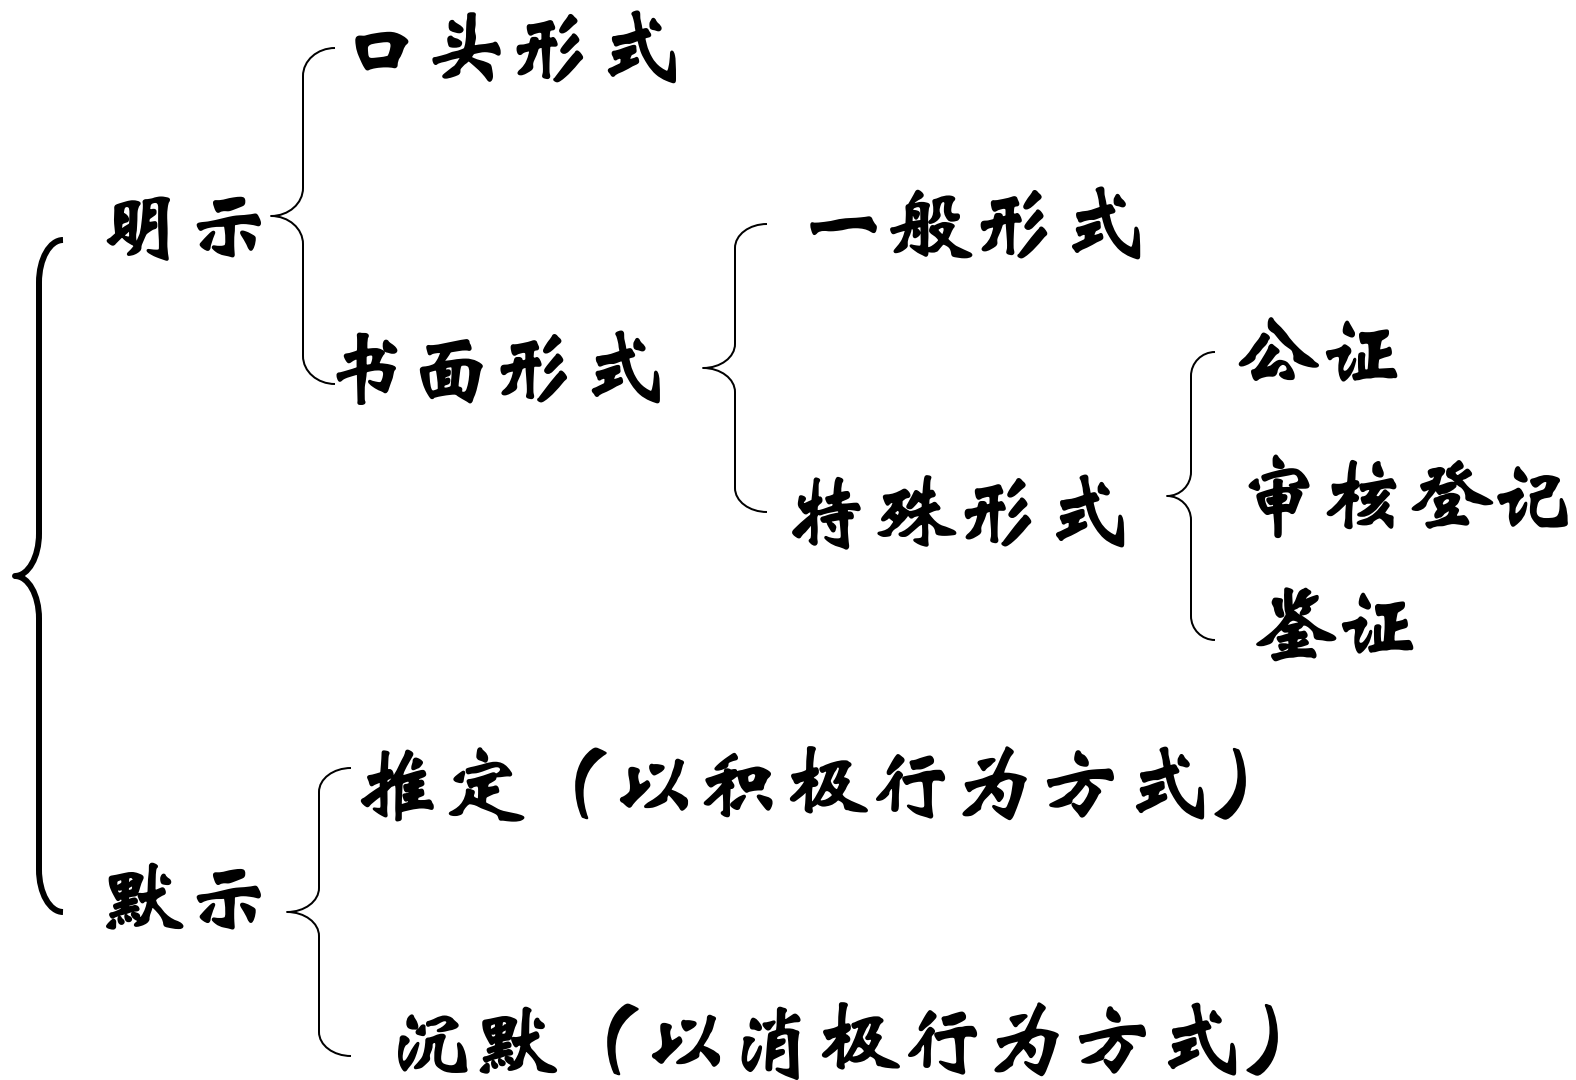 口头形式
明示
一般形式
书面形式
公证
特殊形式
审核登记
鉴证
推定（以积极行为方式）
默示
沉默（以消极行为方式）